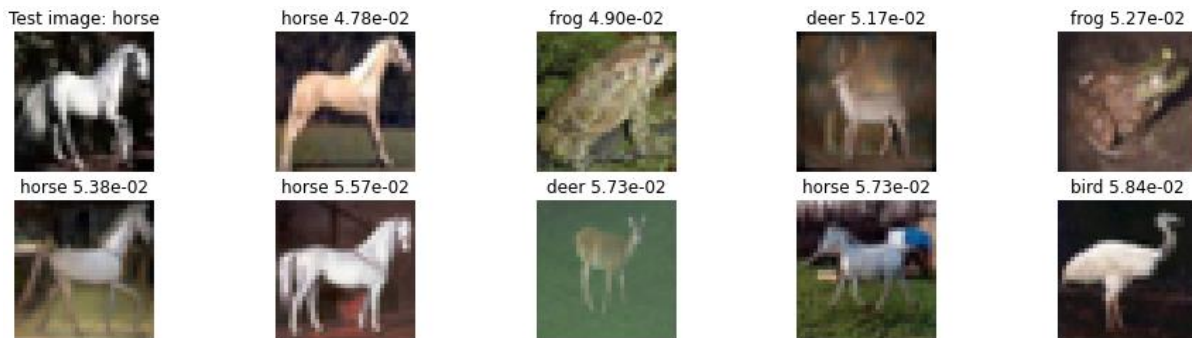 Test image: horse
horse 4.78e-02
frog 4.90e-02
deer 5.17e-02
frog 5.27e-02
horse 5.38e-02
horse 5.57e-02
deer 5.73e-02
horse 5.73e-02
bird 5.84e-02